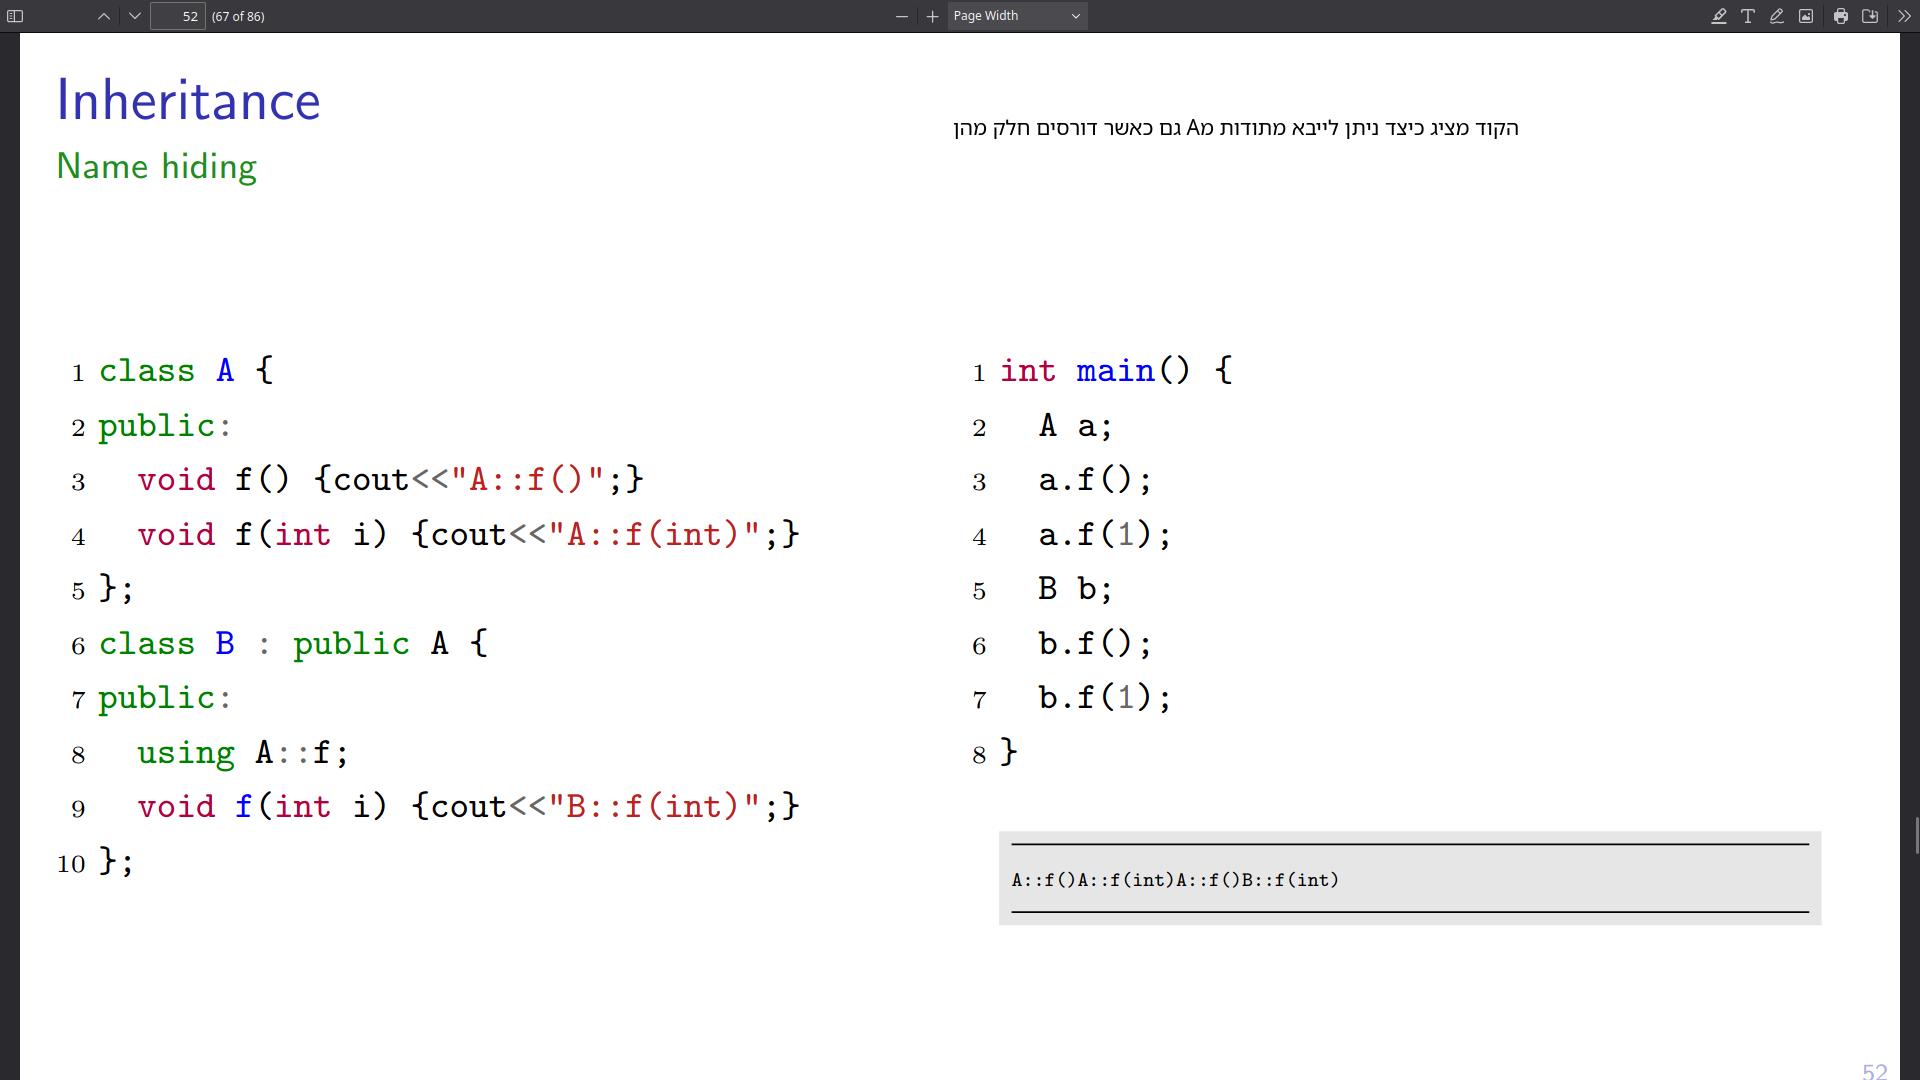 52 (67 of 86) Page Width
Inheritance
הקוד מציג כיצד ניתן לייבא מתודות מA גם כאשר דורסים חלק מהן
Name hiding
1 class A {
2 public:
3 void f() {cout<<"A::f()";}
4 void f(int i) {cout<<"A::f(int)";}
5 };
6 class B : public A {
7 public:
8 using A::f;
9 void f(int i) {cout<<"B::f(int)";}
10 };
1 int main() {
2 A a;
3 a.f();
4 a.f(1);
5 B b;
6 b.f();
7 b.f(1);
8 }
A::f()A::f(int)A::f()B::f(int)
52